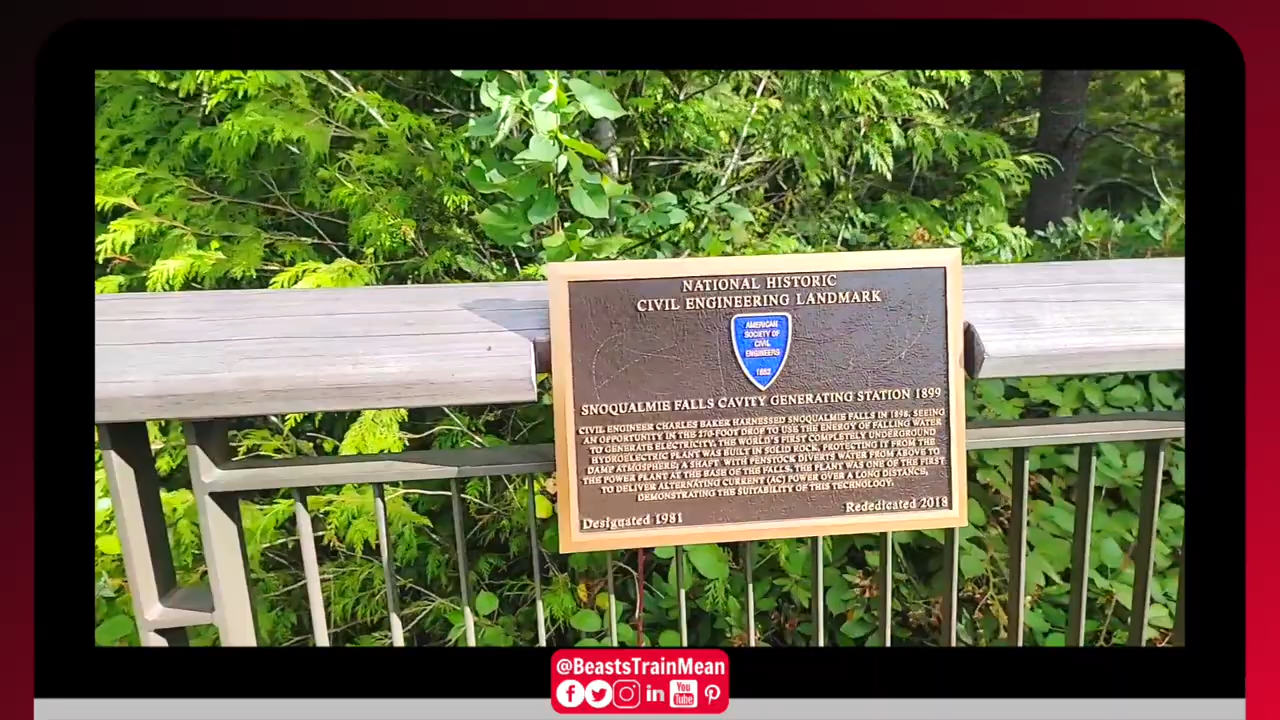 NATIONAL HISTORIC
CIVIL ENGINEERING LANDMARK
AMERICAN
SOCIETY OF
CIVIL
ENGINEERS
1852
SNOQUALMIE FALLS CAVITY GENERATING STATION 1899
CIVIL ENGINEER CHARLES BAKER HARNESSED SNOQUALMIE FALLS IN 1898, SEEING
AN OPPORTUNITY IN THE 270-FOOT DROP TO USE THE ENERGY OF FALLING WATER
TO GENERATE ELECTRICITY. THE WORLD'S FIRST COMPLETELY UNDERGROUND
HYDROELECTRIC PLANT WAS BUILT IN SOLID ROCK, PROTECTING IT FROM THE
DAMP ATMOSPHERE; A SHAFT WITH PENSTOCK DIVERTS WATER FROM ABOVE TO
THE POWER PLANT AT THE BASE OF THE FALLS. THE PLANT WAS ONE OF THE FIRST
TO DELIVER ALTERNATING CURRENT (AC) POWER OVER A LONG DISTANCE,
DEMONSTRATING THE SUITABILITY OF THIS TECHNOLOGY.
Designated 1981 Rededicated 2018
@BeastsTrainMean
You
Tube